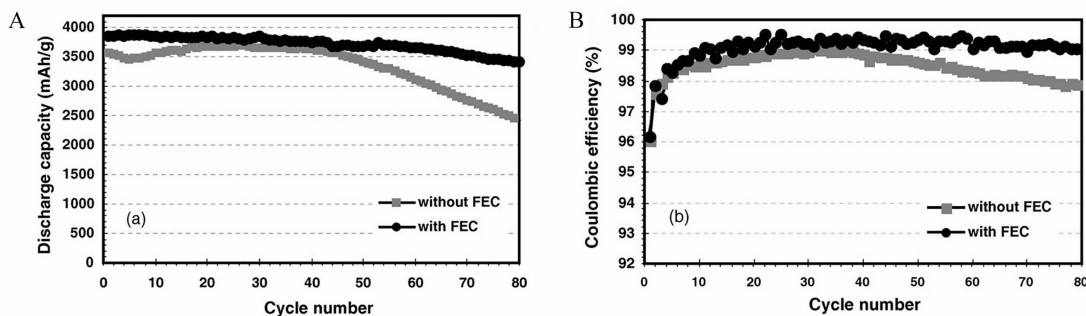 A
Discharge capacity (mAh/g)
4000
3500
3000
2500
2000
1500
1000
500
0
(a)
without FEC
with FEC
0 10 20 30 40 50 60 70 80
Cycle number
B
Coulombic efficiency (%)
100
99
98
97
96
95
94
93
92
(b)
without FEC
with FEC
0 10 20 30 40 50 60 70 80
Cycle number